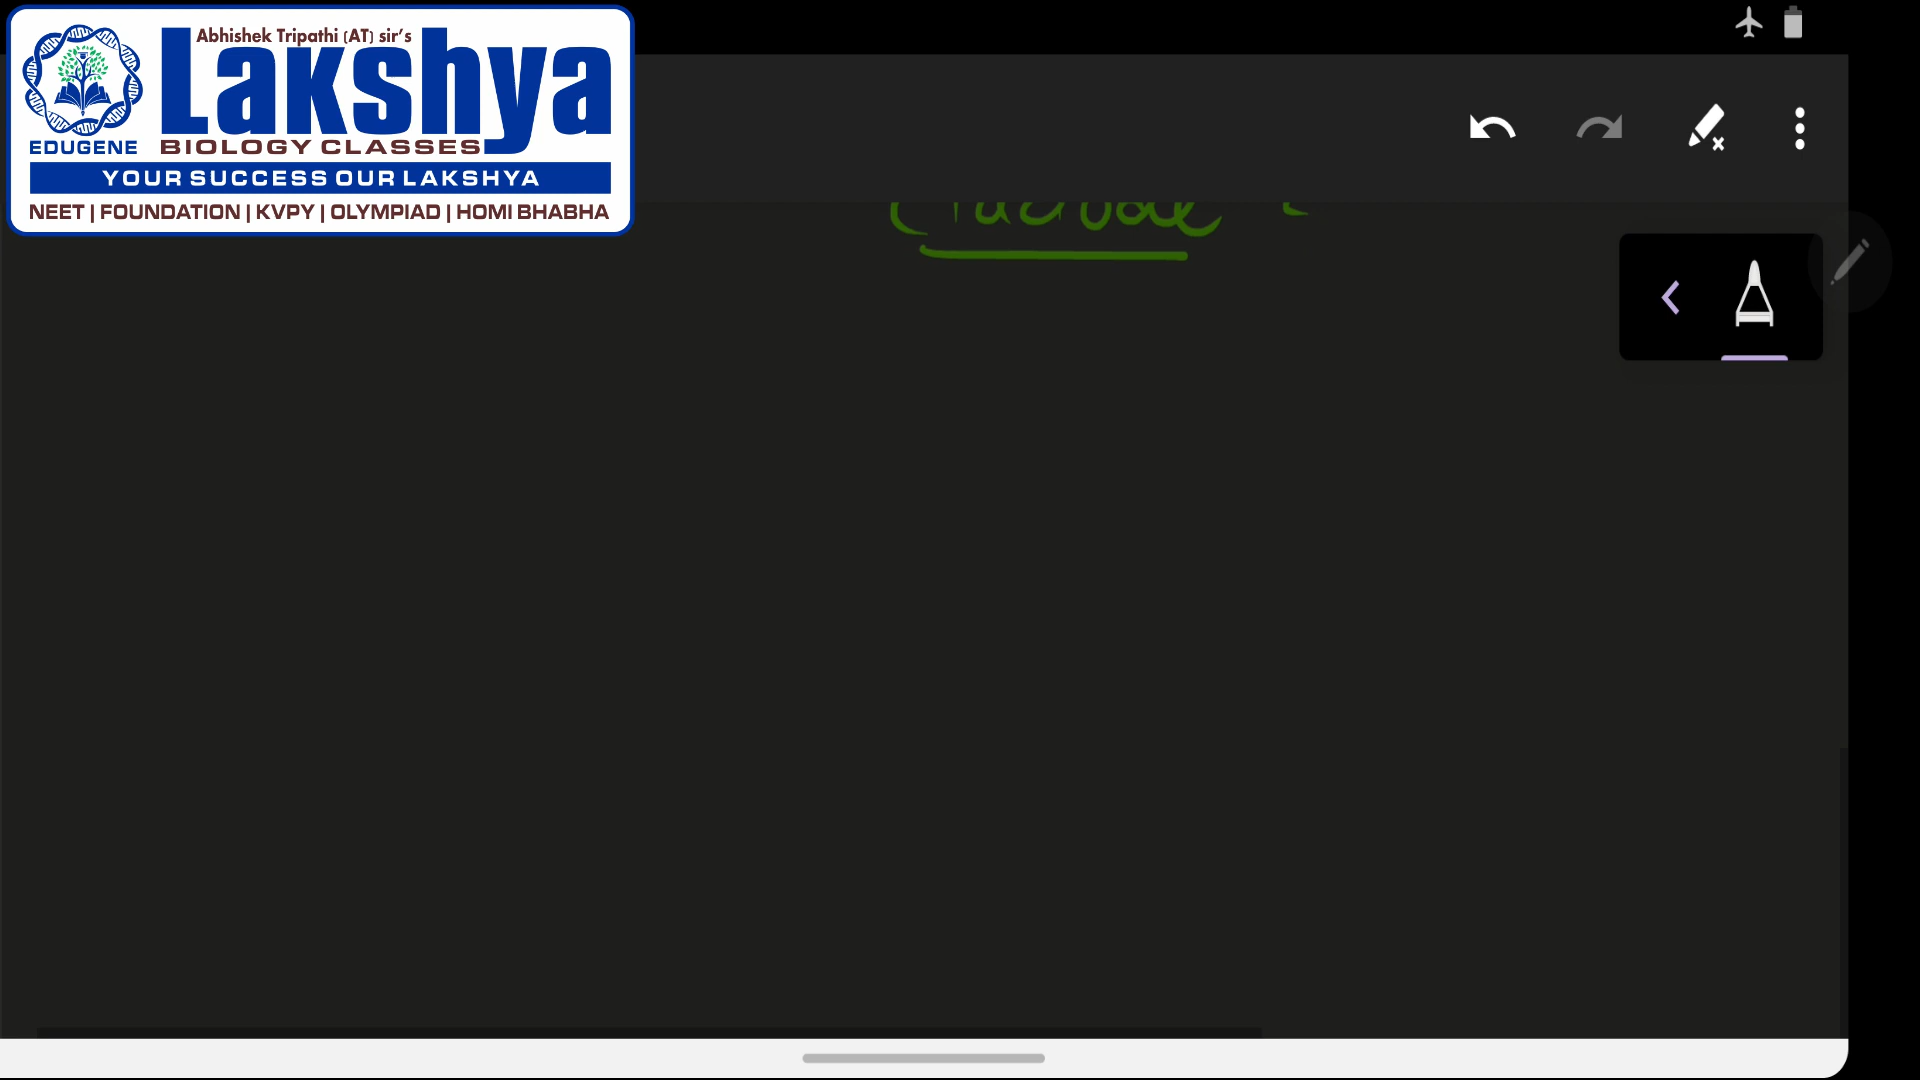 Abhishek Tripathi (AT) sir's
Lakshya
EDUGENE
BIOLOGY CLASSES
YOUR SUCCESS OUR LAKSHYA
NEET | FOUNDATION | KVPY | OLYMPIAD | HOMI BHABHA